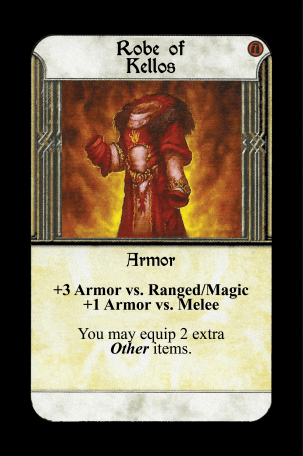 Robe of
Kellos
Armor
+3 Armor vs. Ranged/Magic
+1 Armor vs. Melee
You may equip 2 extra
Other items.